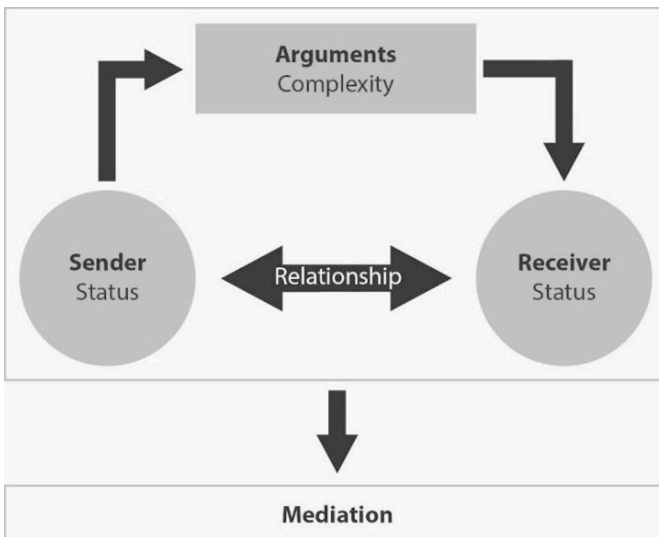 Arguments
Complexity
Sender
Status
Relationship
Receiver
Status
Mediation